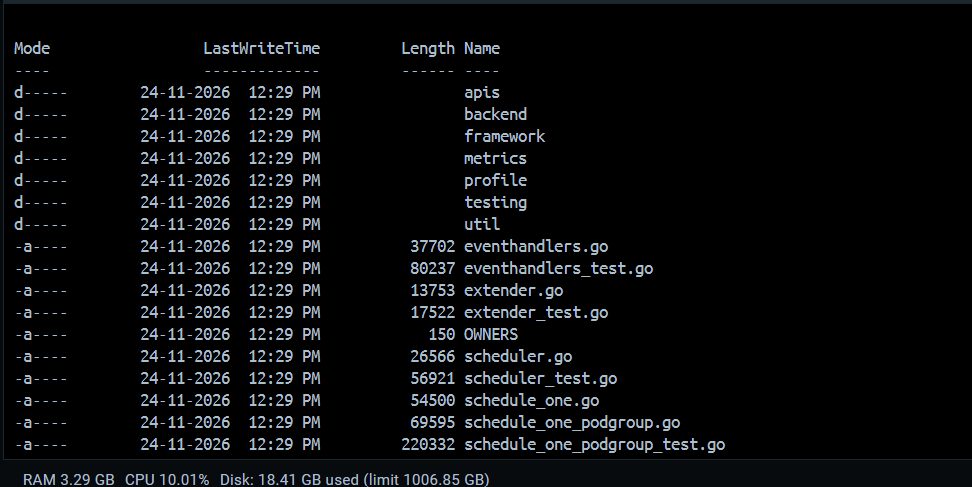 Mode LastWriteTime Length Name
---- ------------- ------ ----
d----- 24-11-2026 12:29 PM apis
d----- 24-11-2026 12:29 PM backend
d----- 24-11-2026 12:29 PM framework
d----- 24-11-2026 12:29 PM metrics
d----- 24-11-2026 12:29 PM profile
d----- 24-11-2026 12:29 PM testing
d----- 24-11-2026 12:29 PM util
-a---- 24-11-2026 12:29 PM 37702 eventhandlers.go
-a---- 24-11-2026 12:29 PM 80237 eventhandlers_test.go
-a---- 24-11-2026 12:29 PM 13753 extender.go
-a---- 24-11-2026 12:29 PM 17522 extender_test.go
-a---- 24-11-2026 12:29 PM 150 OWNERS
-a---- 24-11-2026 12:29 PM 26566 scheduler.go
-a---- 24-11-2026 12:29 PM 56921 scheduler_test.go
-a---- 24-11-2026 12:29 PM 54500 schedule_one.go
-a---- 24-11-2026 12:29 PM 69595 schedule_one_podgroup.go
-a---- 24-11-2026 12:29 PM 220332 schedule_one_podgroup_test.go
RAM 3.29 GB CPU 10.01% Disk: 18.41 GB used (limit 1006.85 GB)